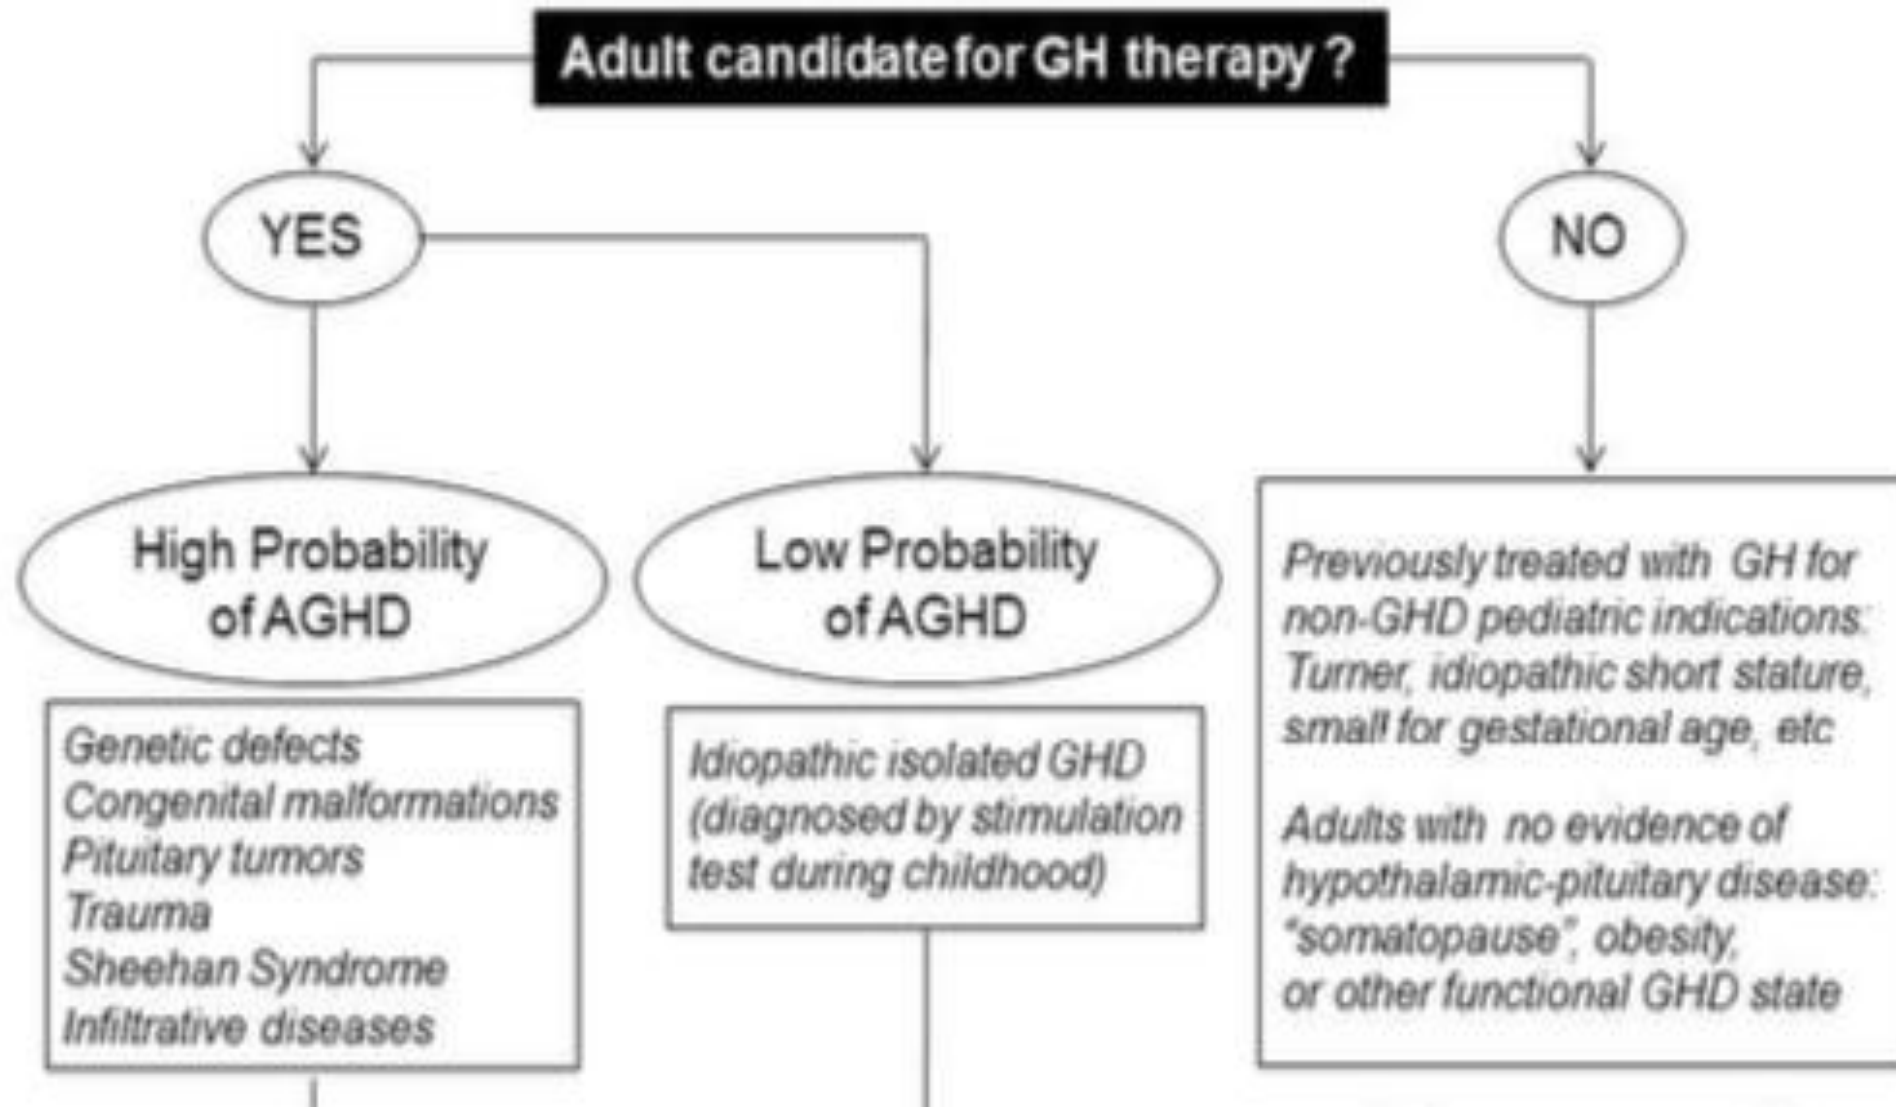 Adult candidate for GH therapy ?
YES
NO
High Probability
of AGHD
Low Probability
of AGHD
Genetic defects
Congenital malformations
Pituitary tumors
Trauma
Sheehan Syndrome
Infiltrative diseases
Idiopathic isolated GHD
(diagnosed by stimulation
test during childhood)
Previously treated with GH for
non-GHD pediatric indications:
Turner, idiopathic short stature,
small for gestational age, etc
Adults with no evidence of
hypothalamic-pituitary disease:
“somatopause”, obesity,
or other functional GHD state